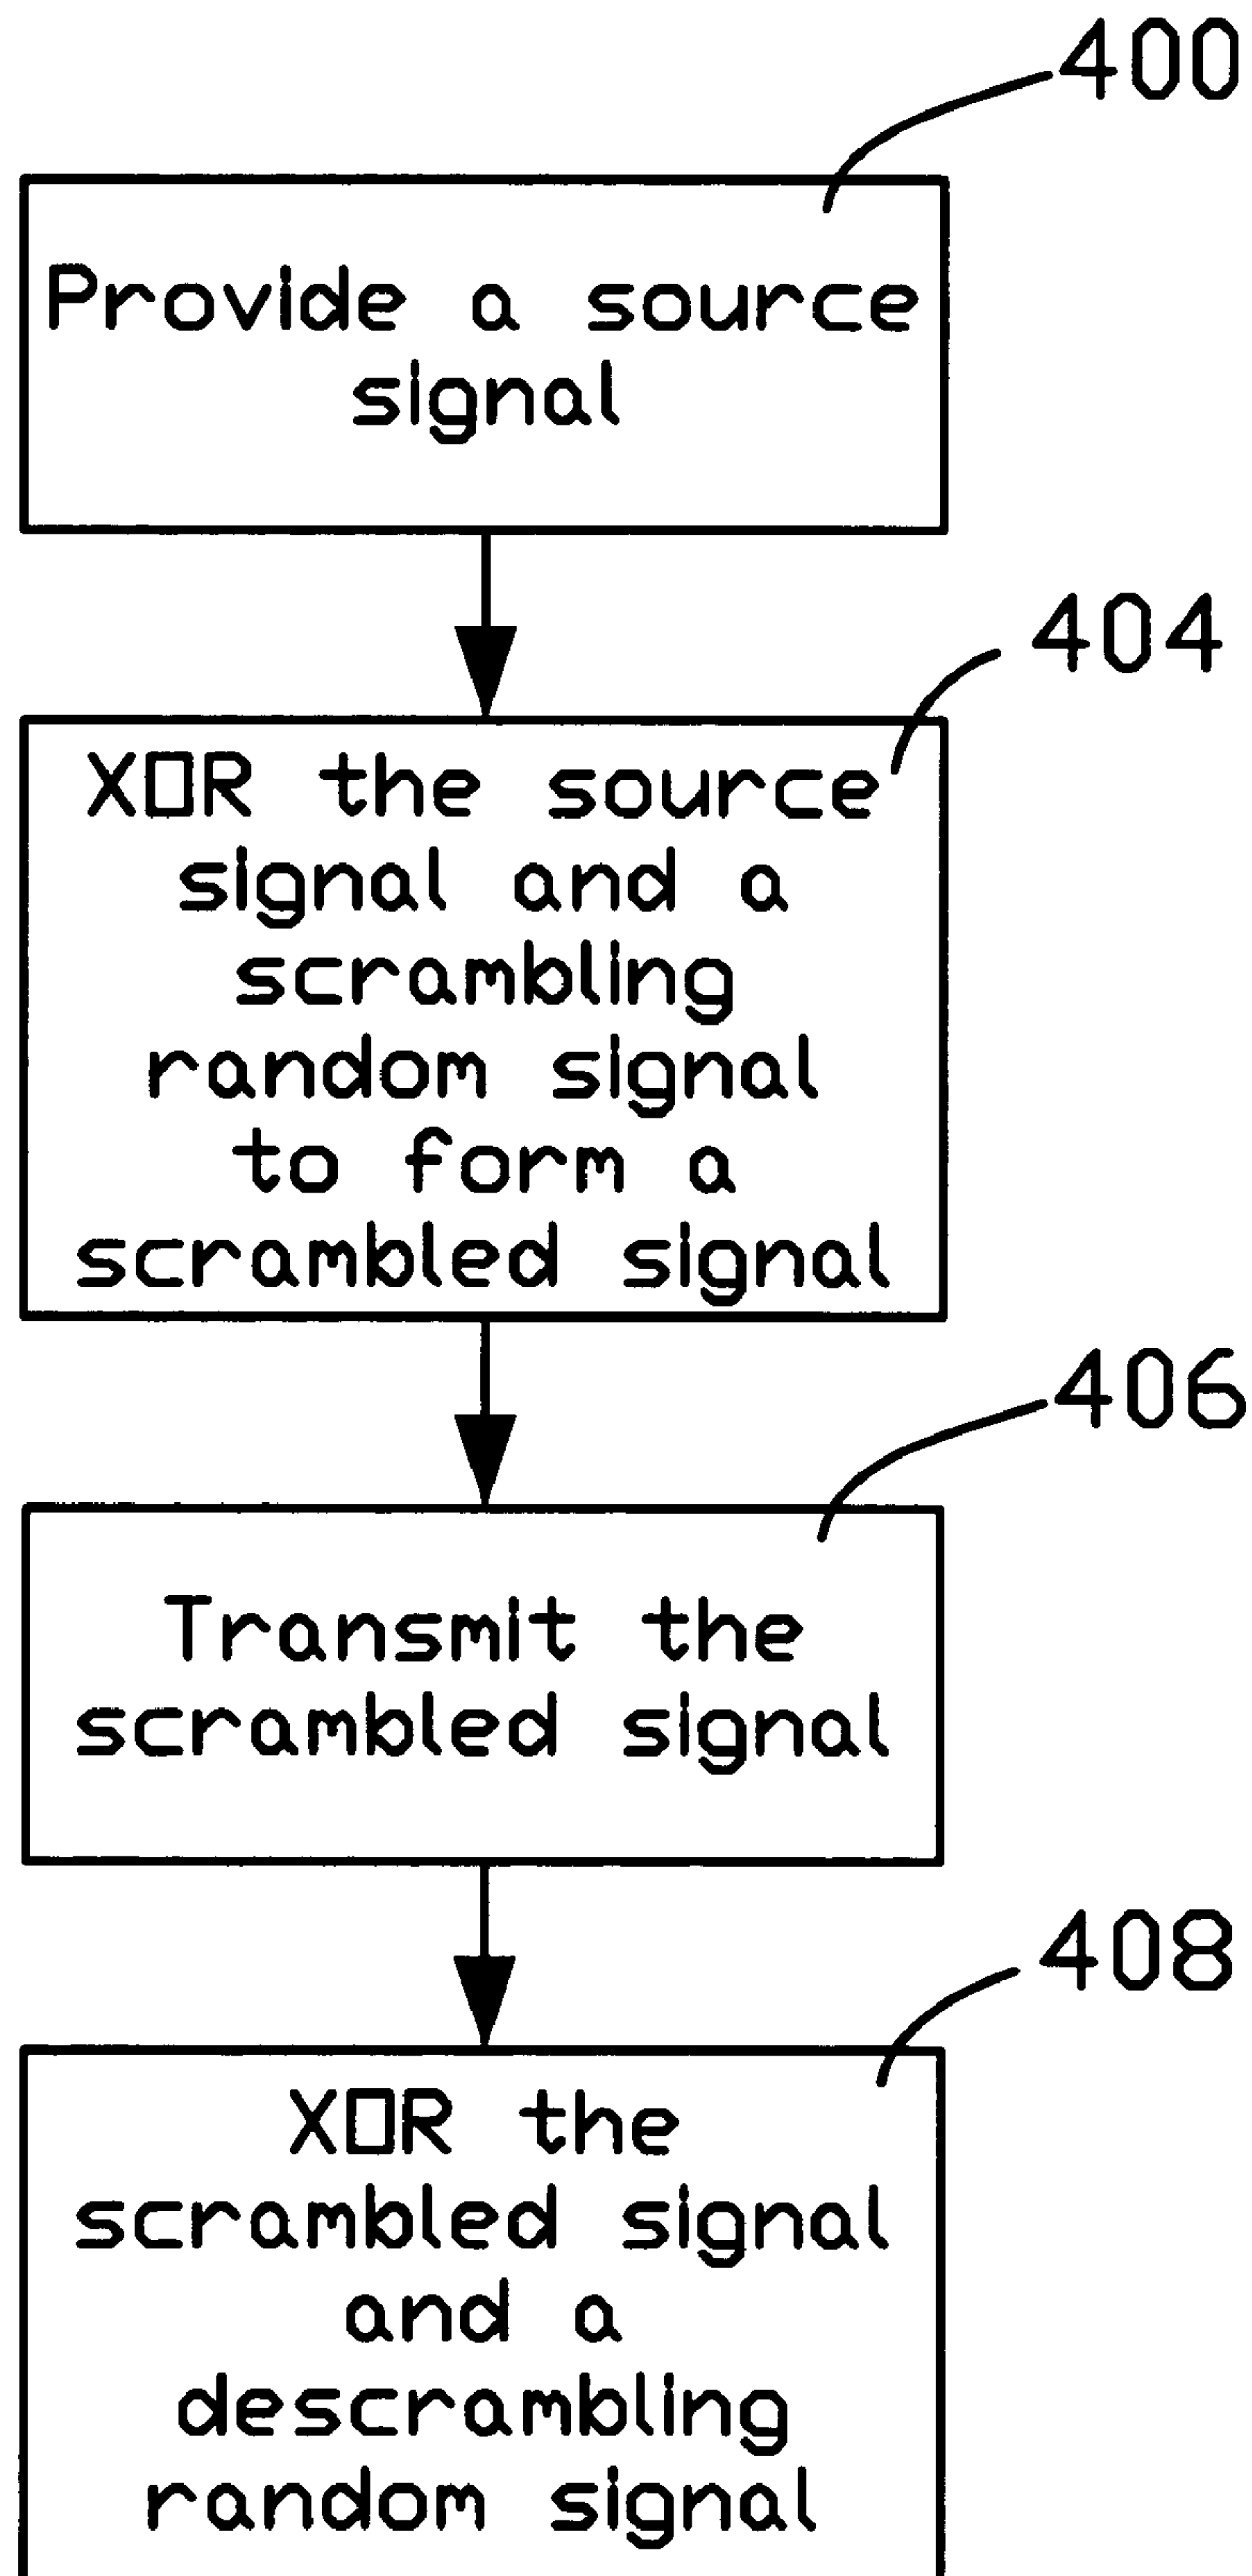 400
Provide a source
signal
404
XOR the source
signal and a
scrambling
random signal
to form a
scrambled signal
406
Transmit the
scrambled signal
408
XOR the
scrambled signal
and a
descrambling
random signal